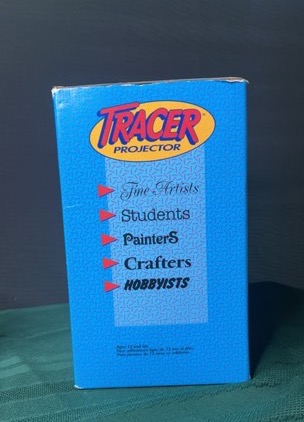 TRACER
PROJECTOR
Fine Artists
Students
PainterS
Crafters
HOBBYISTS